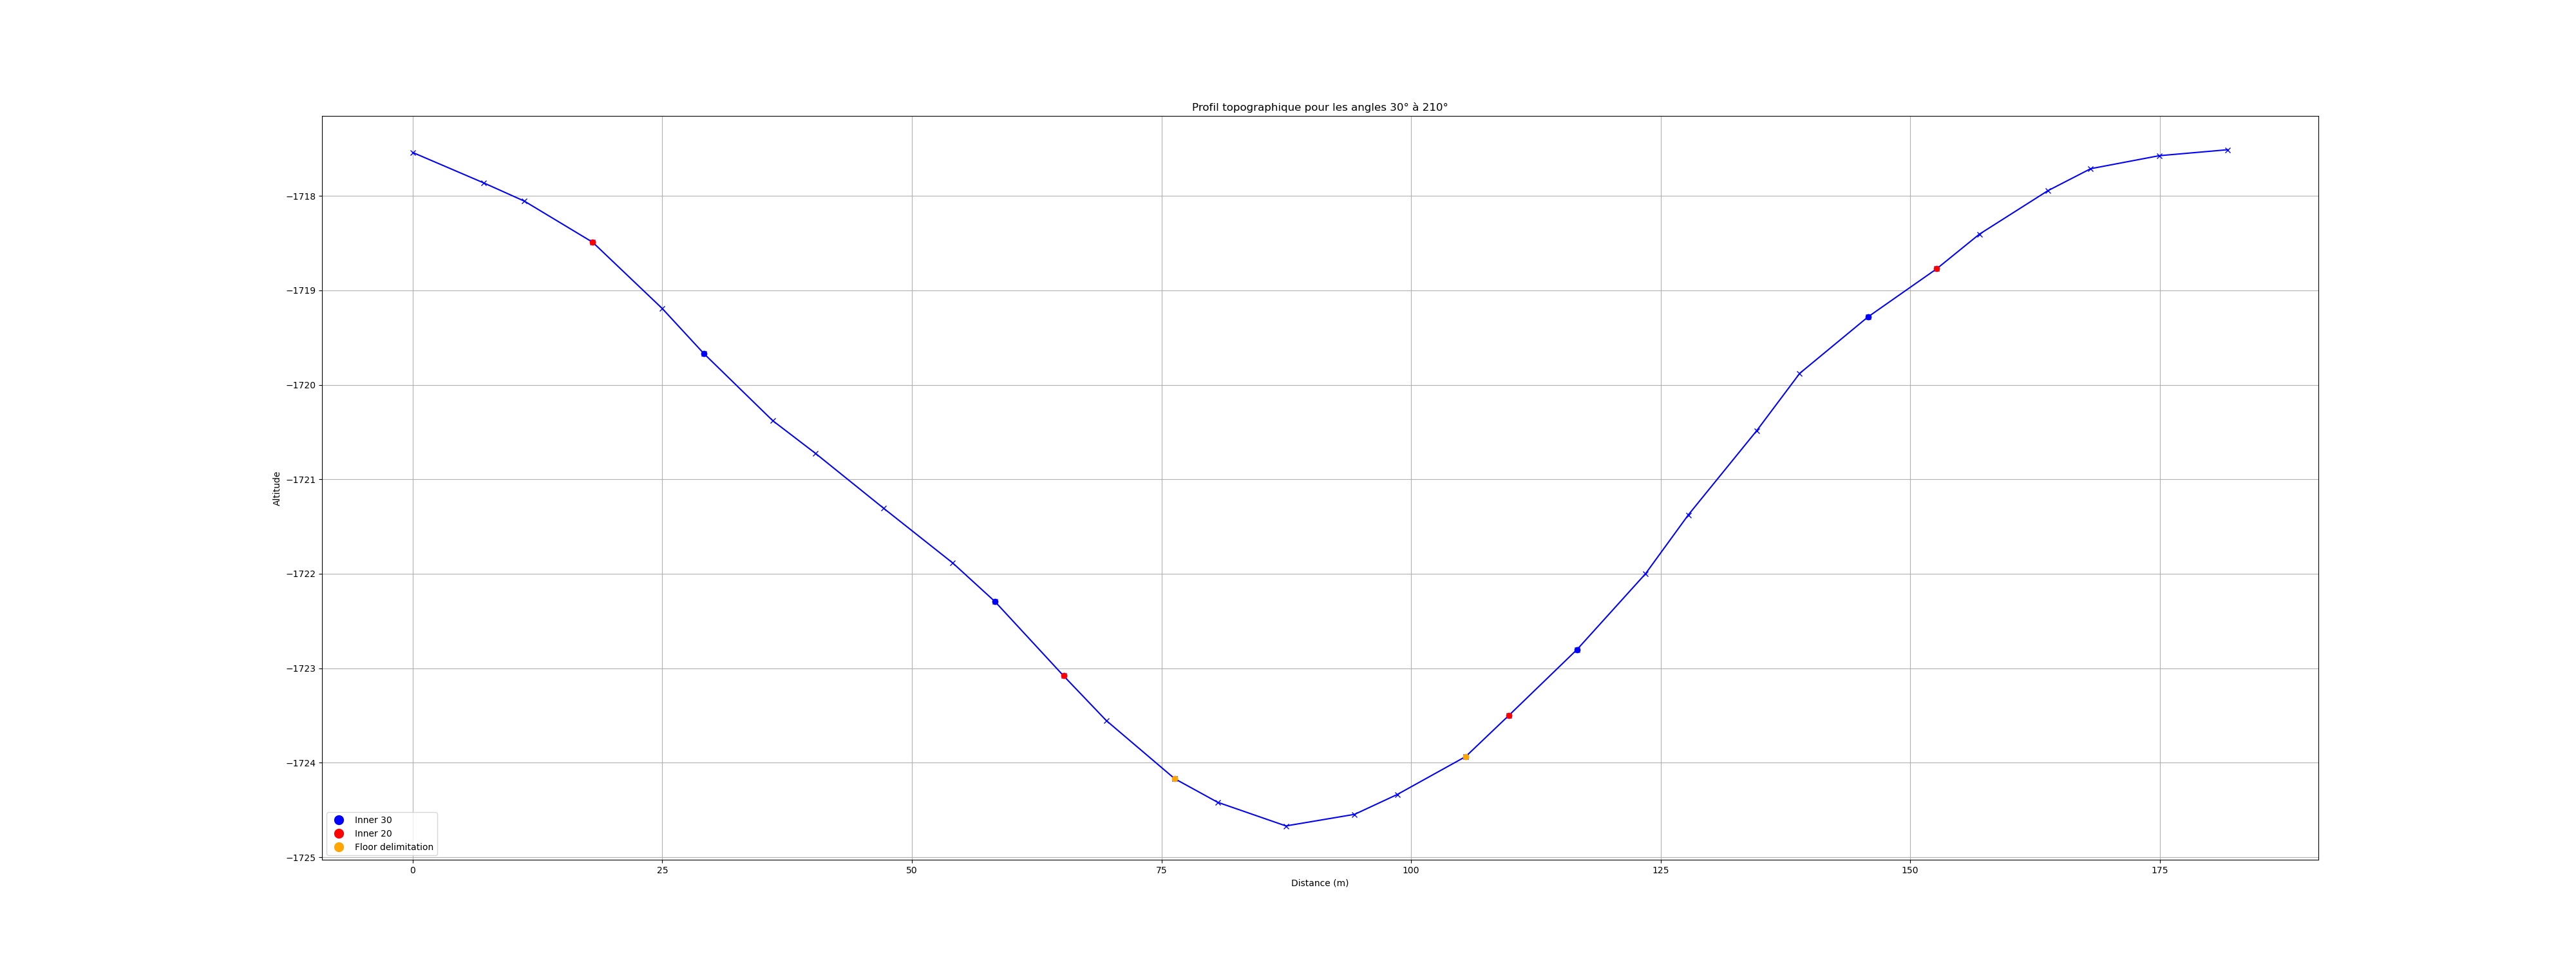 Profil topographique pour les angles 30° à 210°
−1718
−1719
−1720
−1721
−1722
−1723
−1724
−1725
Altitude
Inner 30
Inner 20
Floor delimitation
0 25 50 75 100 125 150 175
Distance (m)